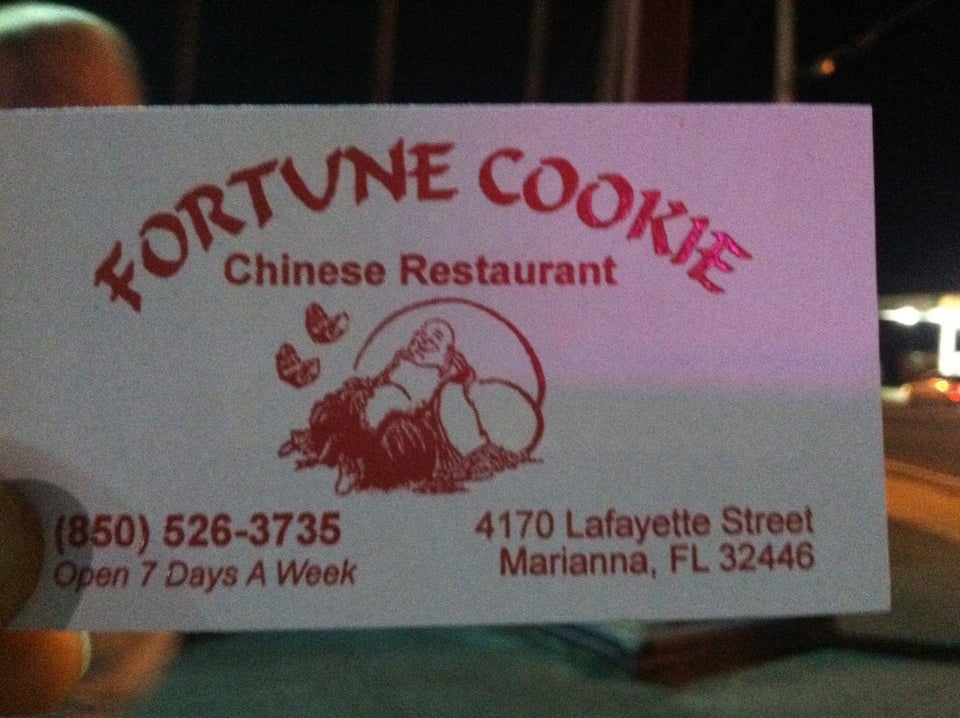 FORTUNE COOKIE
Chinese Restaurant
(850) 526-3735
Open 7 Days A Week
4170 Lafayette Street
Marianna, FL 32446